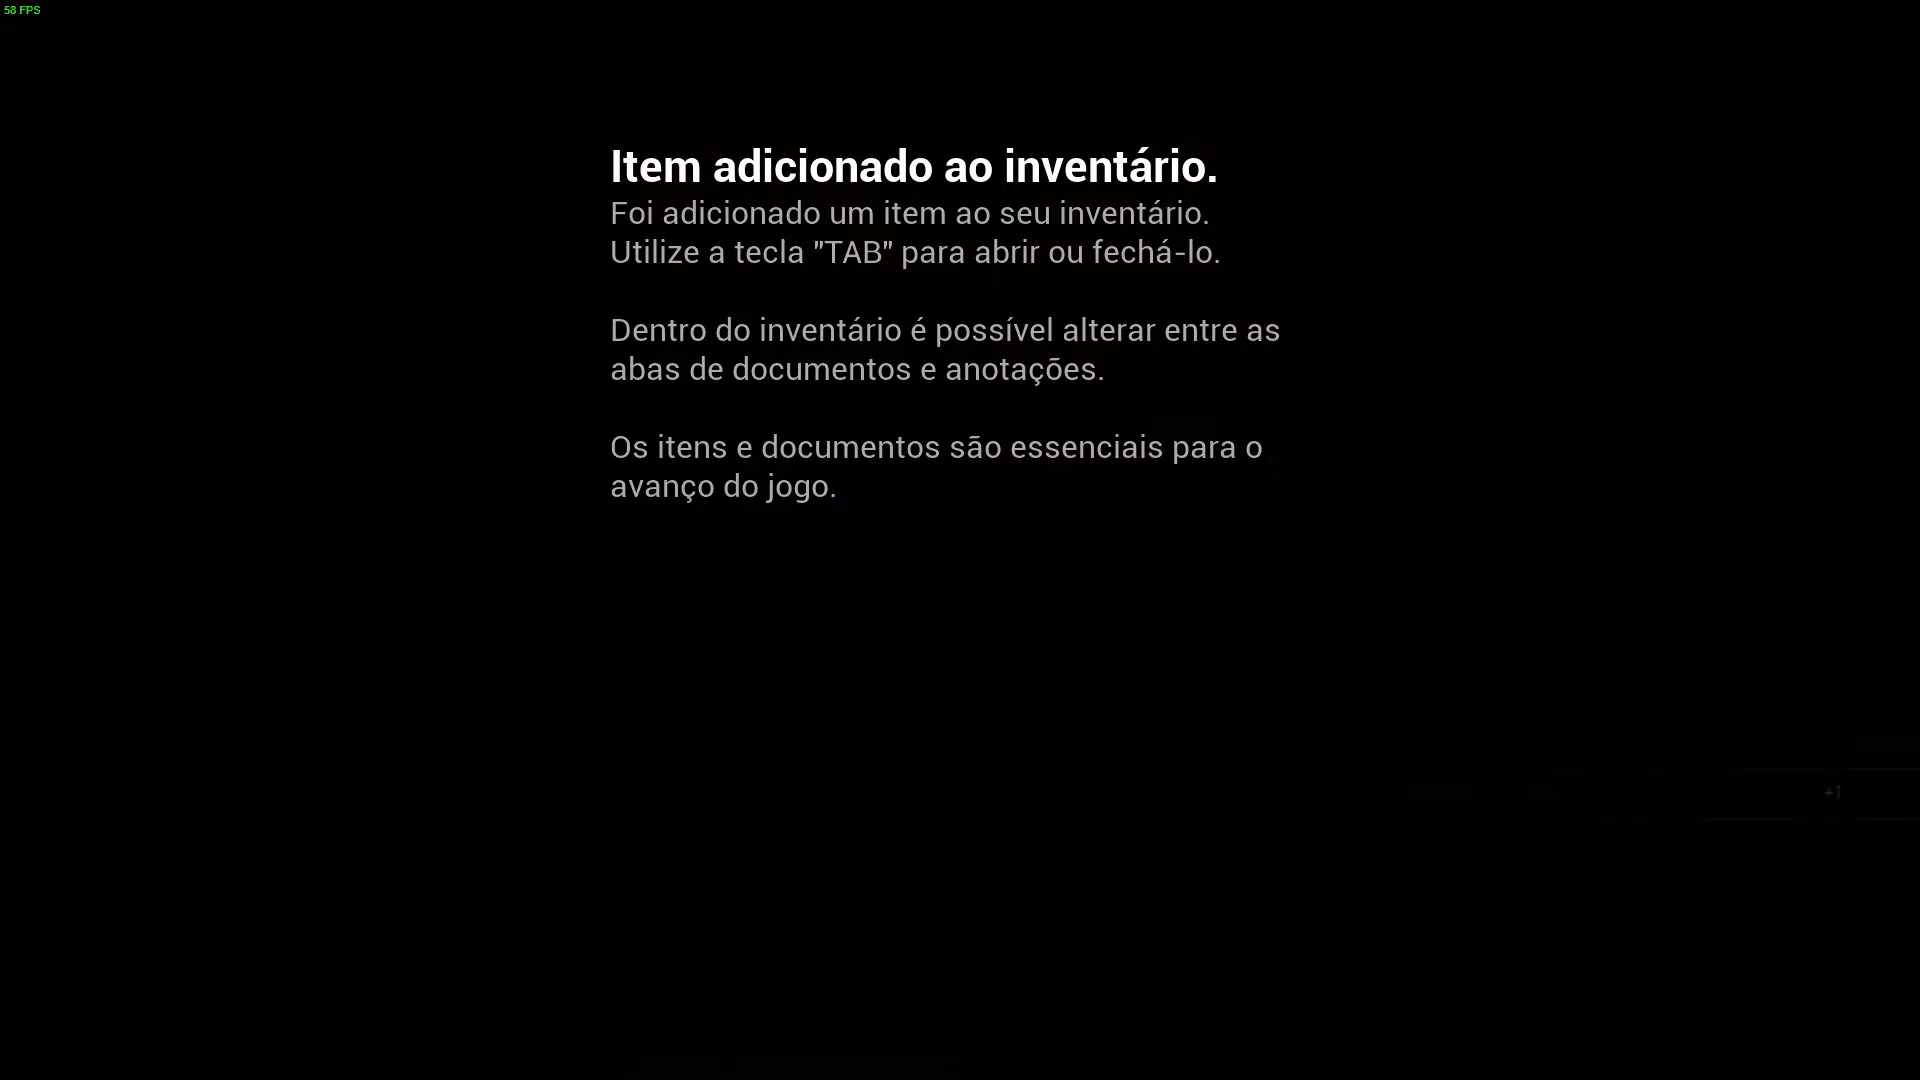 58 FPS
Item adicionado ao inventário.
Foi adicionado um item ao seu inventário.
Utilize a tecla "TAB" para abrir ou fechá-lo.
Dentro do inventário é possível alterar entre as
abas de documentos e anotações.
Os itens e documentos são essenciais para o
avanço do jogo.
+1